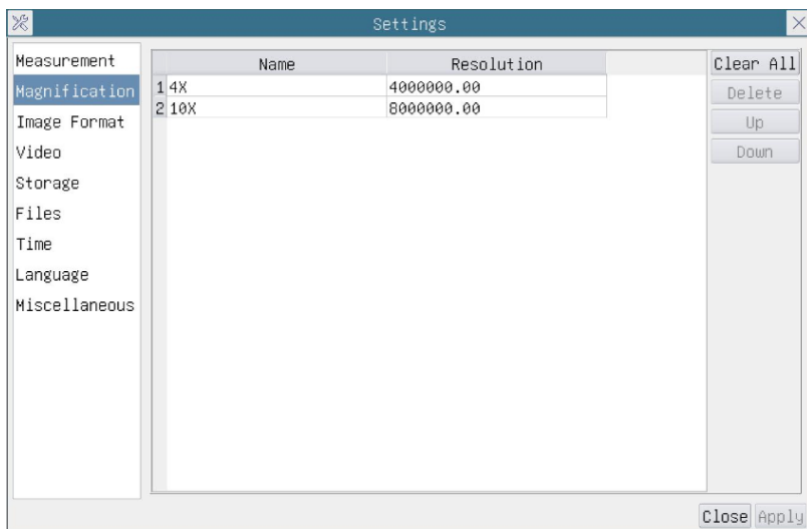 Settings
Measurement
Magnification
Image Format
Video
Storage
Files
Time
Language
Miscellaneous
Name Resolution
1 4X 4000000.00
2 10X 8000000.00
Clear All
Delete
Up
Down
Close Apply